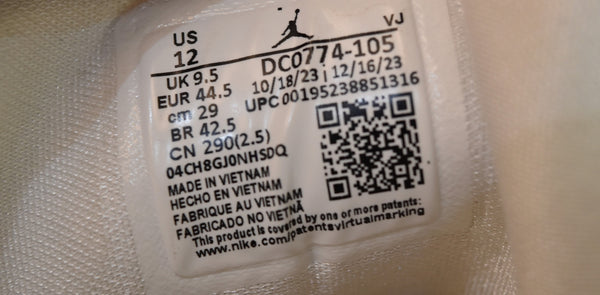 US
12
VJ
DC0774-105
UK 9.5
10/18/23 | 12/16/23
EUR 44.5
UPC 00195238851316
cm 29
BR 42.5
CN 290(2.5)
04CH8GJ0NHSDQ
MADE IN VIETNAM
HECHO EN VIETNAM
FABRIQUE AU VIETNAM
FABRICADO NO VIETNÃ
This product is covered by one or more patents:
www.nike.com/patentsvirtualmarking